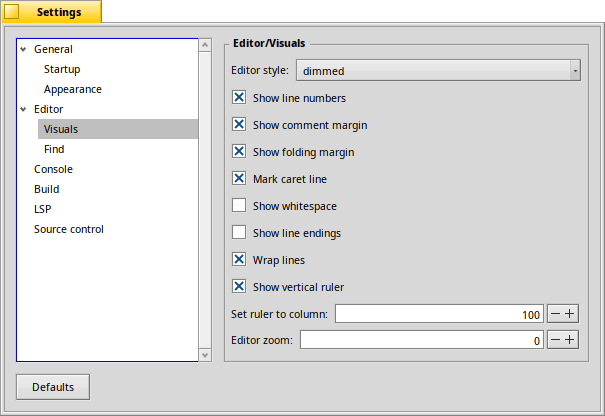 Settings
General
Startup
Appearance
Editor
Visuals
Find
Console
Build
LSP
Source control
Editor/Visuals
Editor style: dimmed
Show line numbers
Show comment margin
Show folding margin
Mark caret line
Show whitespace
Show line endings
Wrap lines
Show vertical ruler
Set ruler to column: 100
Editor zoom: 0
Defaults